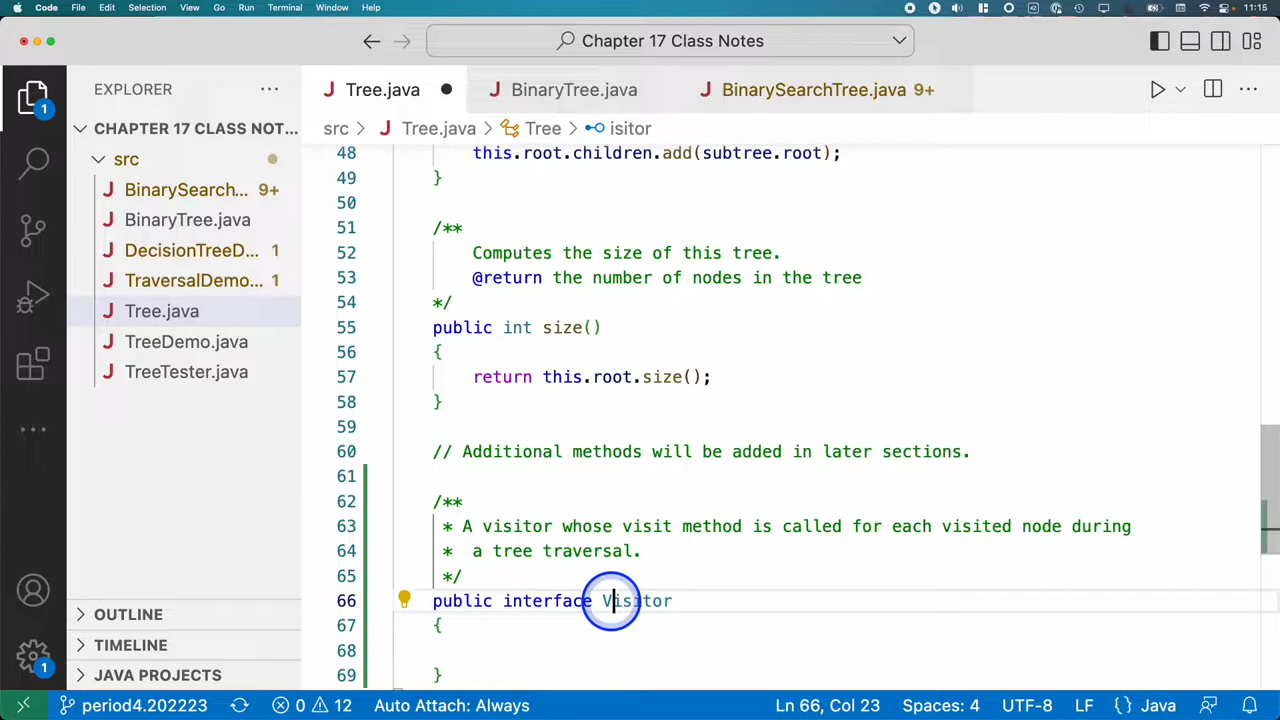 Code File Edit Selection View Go Run Terminal Window Help 42 11:15
Chapter 17 Class Notes
EXPLORER
Tree.java
BinaryTree.java
BinarySearchTree.java 9+
CHAPTER 17 CLASS NOT...
src > Tree.java > Tree > isitor
src
BinarySearch... 9+
BinaryTree.java
DecisionTreeD... 1
TraversalDemo... 1
Tree.java
TreeDemo.java
TreeTester.java
48 this.root.children.add(subtree.root);
49 }
50
51 /**
52 Computes the size of this tree.
53 @return the number of nodes in the tree
54 */
55 public int size()
56 {
57 return this.root.size();
58 }
59
60 // Additional methods will be added in later sections.
61
62 /**
63 * A visitor whose visit method is called for each visited node during
64 * a tree traversal.
65 */
66 public interface Visitor
67 {
68
69 }
OUTLINE
TIMELINE
JAVA PROJECTS
1
1
period4.202223 0 12 Auto Attach: Always Ln 66, Col 23 Spaces: 4 UTF-8 LF {} Java